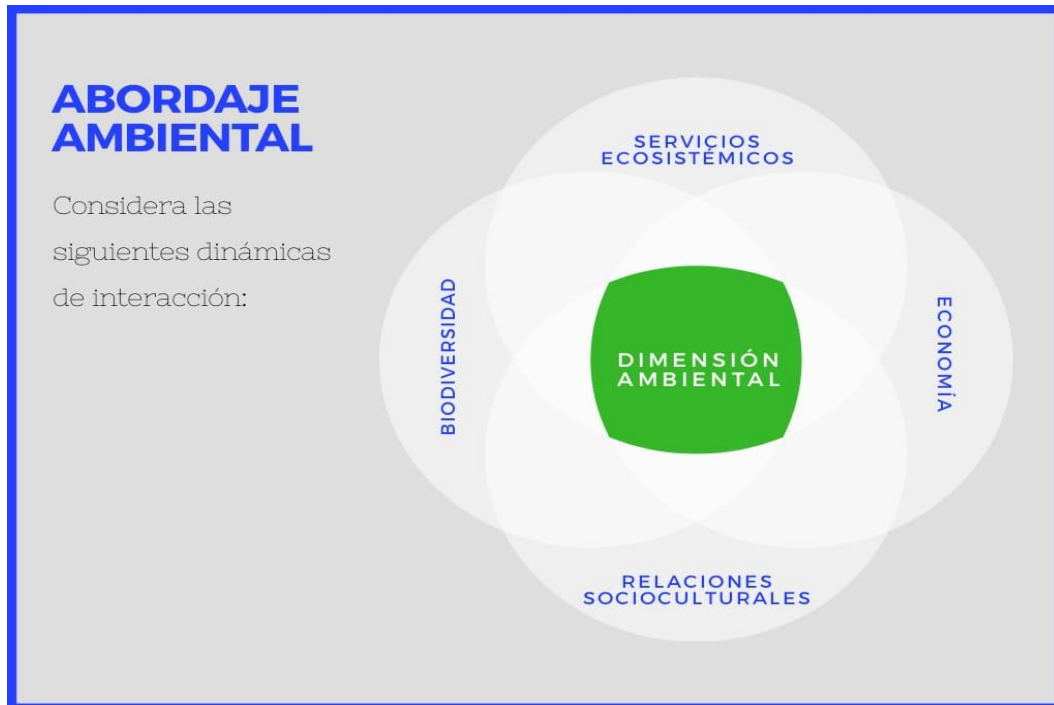 ABORDAJE
AMBIENTAL
Considera las
siguientes dinámicas
de interacción:
SERVICIOS
ECOSISTÉMICOS
BIODIVERSIDAD
DIMENSIÓN
AMBIENTAL
ECONOMÍA
RELACIONES
SOCIOCULTURALES